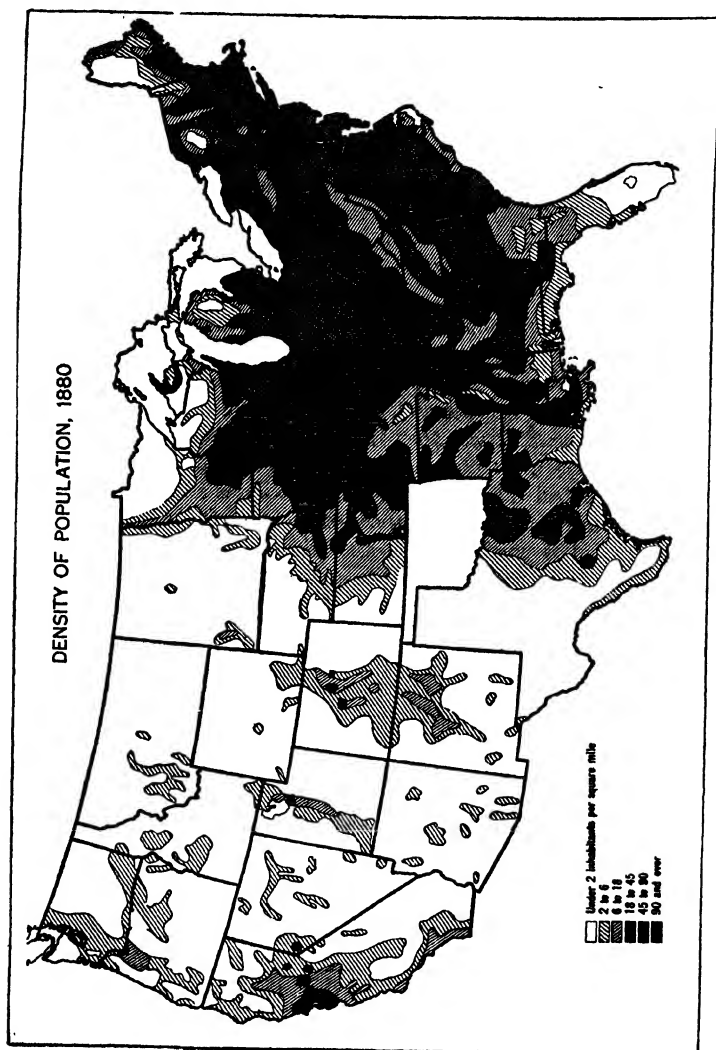 DENSITY OF POPULATION, 1880
Under 2 inhabitants per square mile
2 to 6
6 to 18
18 to 45
45 to 90
90 and over